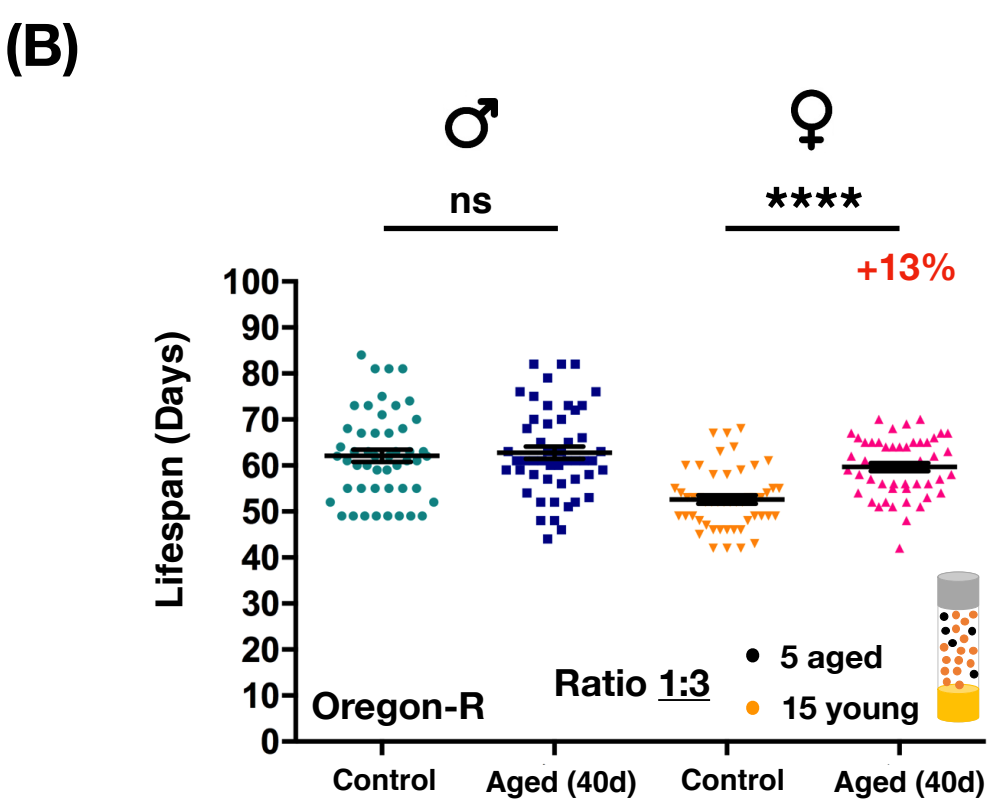 (B)
♂ ♀
ns ****
+13%
100
90
80
70
60
50
40
30
20
10
0
Lifespan (Days)
Oregon-R
Ratio 1:3
5 aged
15 young
Control Aged (40d) Control Aged (40d)